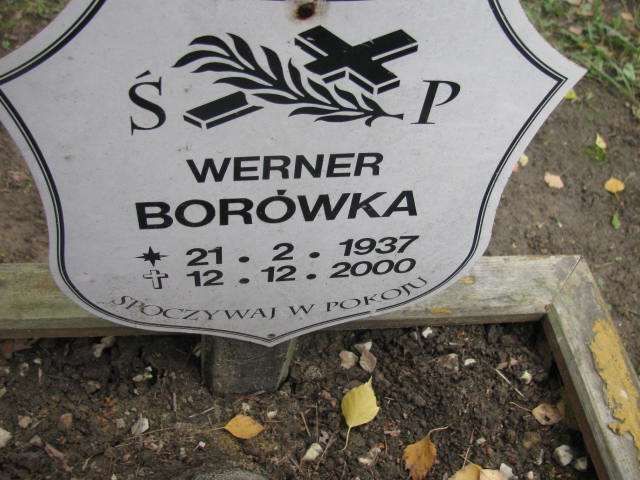 Ś P
WERNER
BORÓWKA
21 . 2 . 1937
12 . 12 . 2000
SPOCZYWAJ W POKOJU